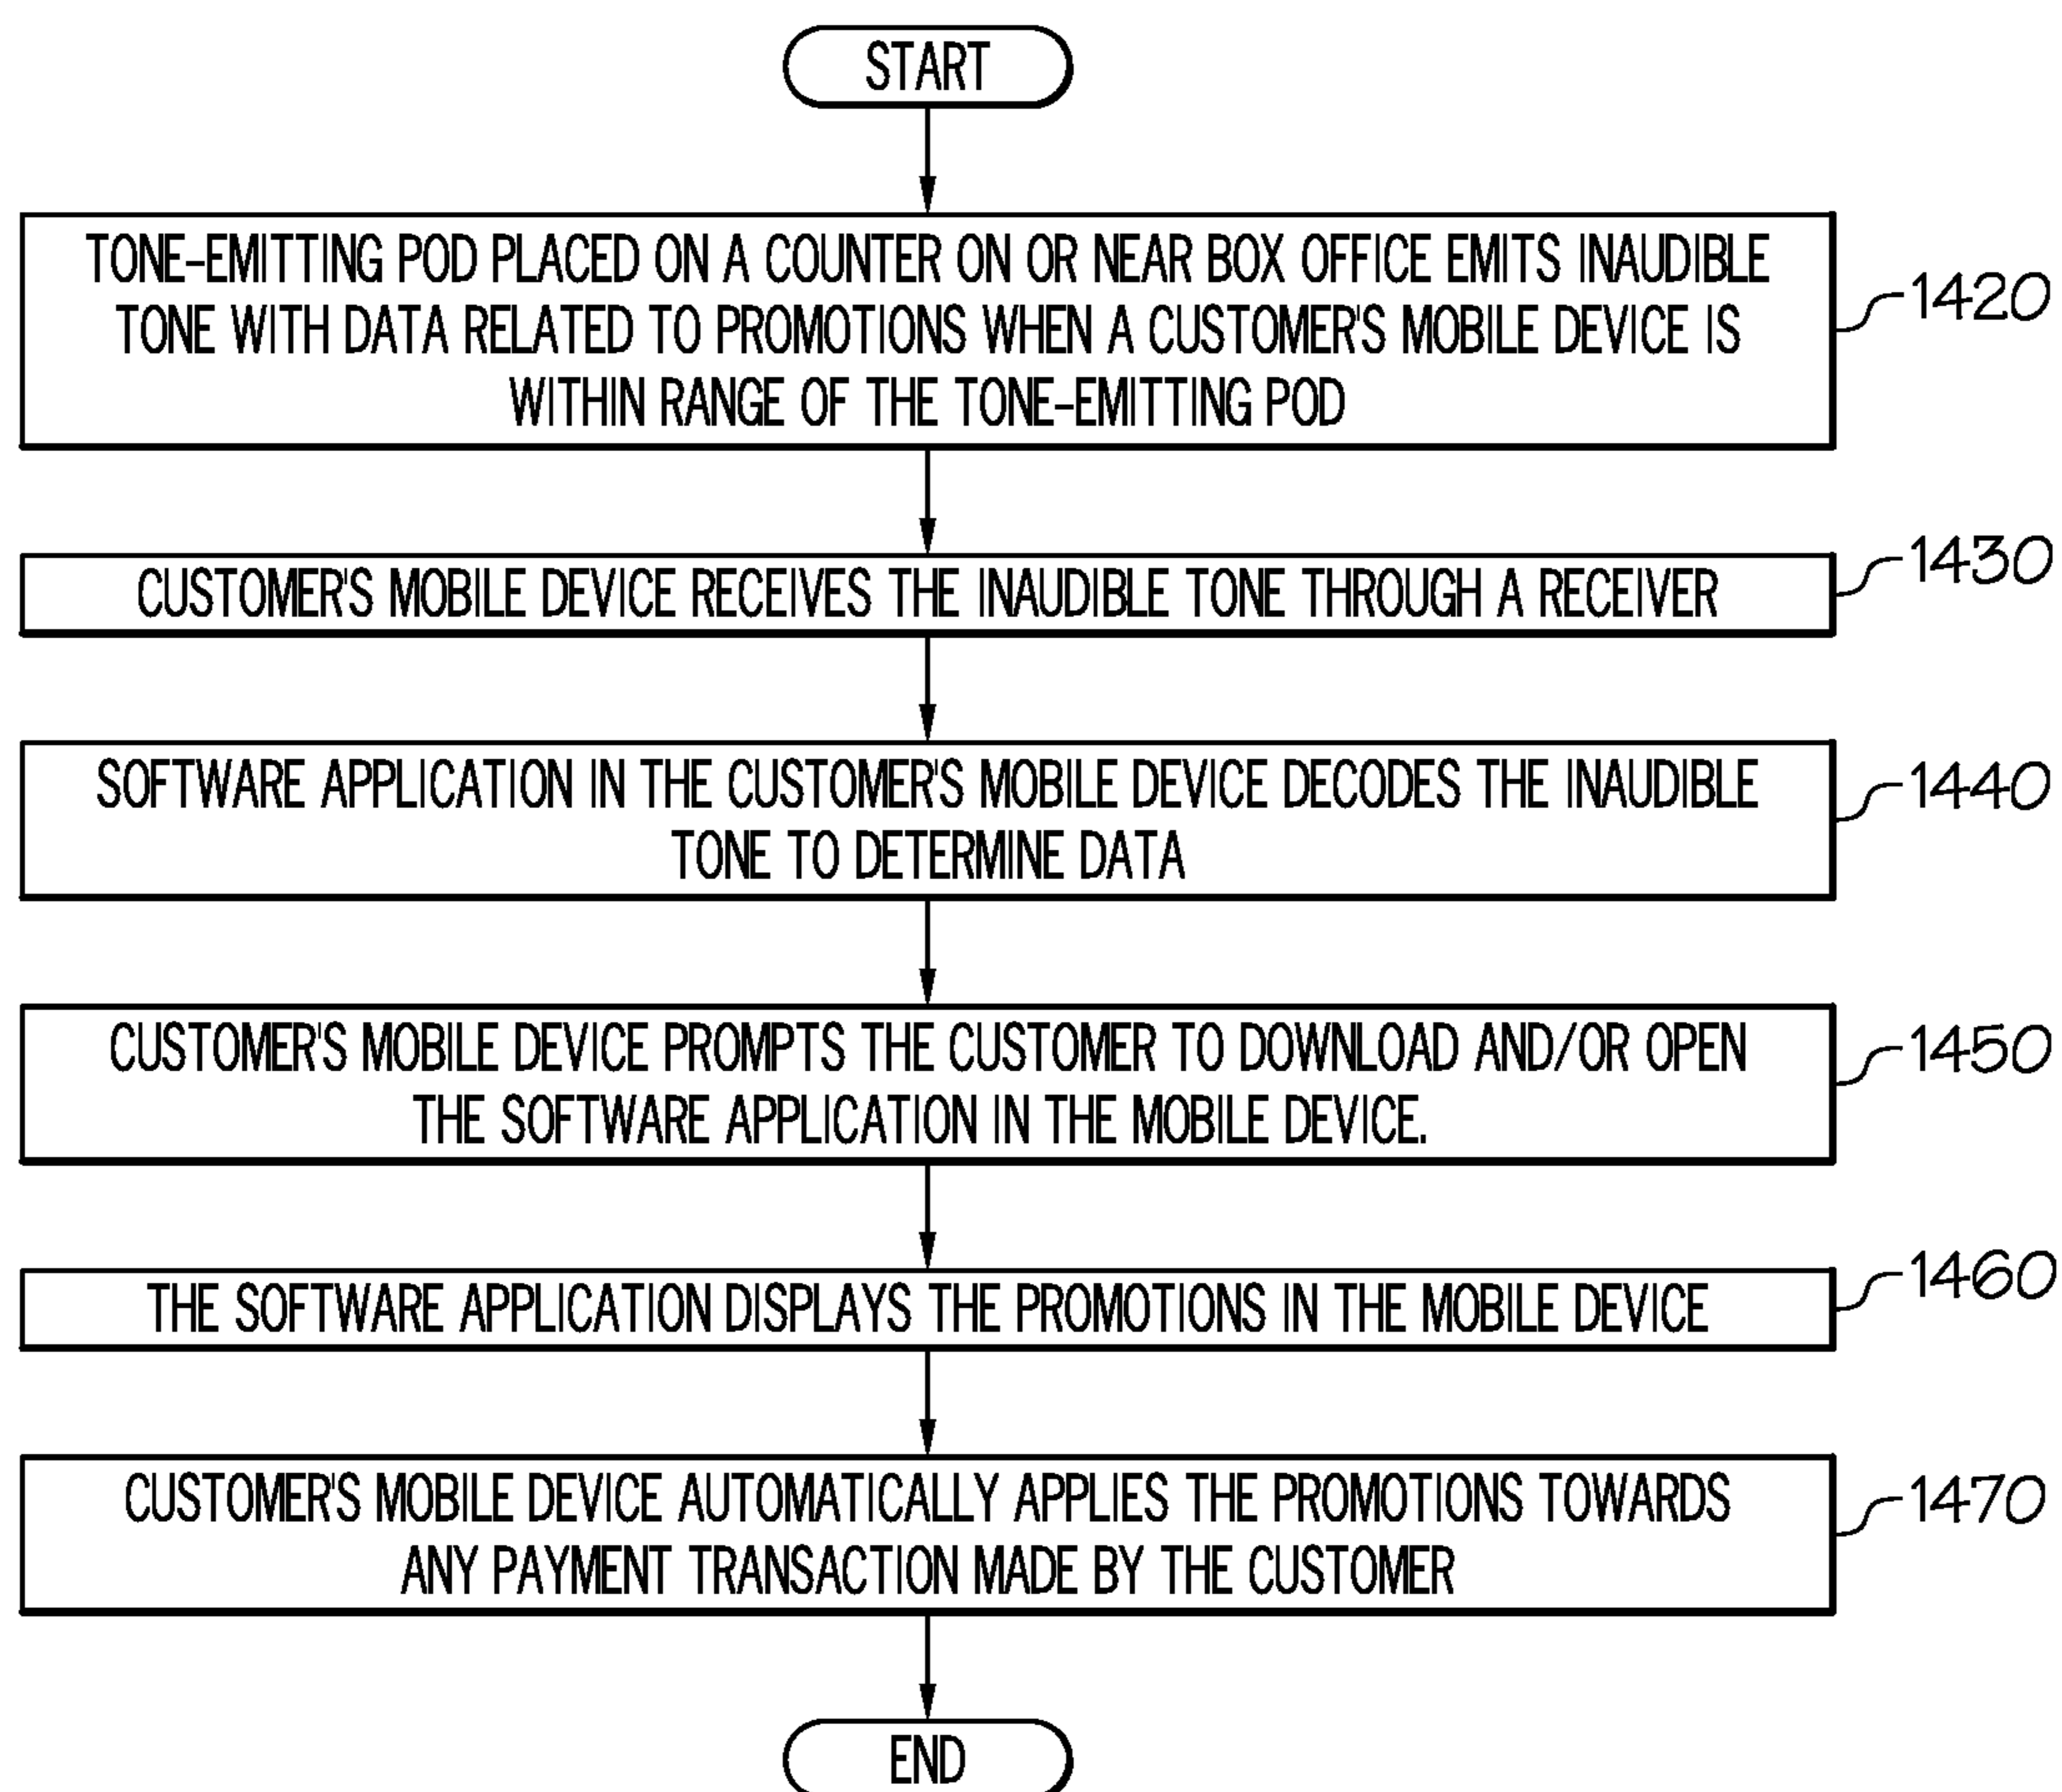 START
TONE-EMITTING POD PLACED ON A COUNTER ON OR NEAR BOX OFFICE EMITS INAUDIBLE
TONE WITH DATA RELATED TO PROMOTIONS WHEN A CUSTOMER'S MOBILE DEVICE IS
WITHIN RANGE OF THE TONE-EMITTING POD
1420
CUSTOMER'S MOBILE DEVICE RECEIVES THE INAUDIBLE TONE THROUGH A RECEIVER
1430
SOFTWARE APPLICATION IN THE CUSTOMER'S MOBILE DEVICE DECODES THE INAUDIBLE
TONE TO DETERMINE DATA
1440
CUSTOMER'S MOBILE DEVICE PROMPTS THE CUSTOMER TO DOWNLOAD AND/OR OPEN
THE SOFTWARE APPLICATION IN THE MOBILE DEVICE.
1450
THE SOFTWARE APPLICATION DISPLAYS THE PROMOTIONS IN THE MOBILE DEVICE
1460
CUSTOMER'S MOBILE DEVICE AUTOMATICALLY APPLIES THE PROMOTIONS TOWARDS
ANY PAYMENT TRANSACTION MADE BY THE CUSTOMER
1470
END